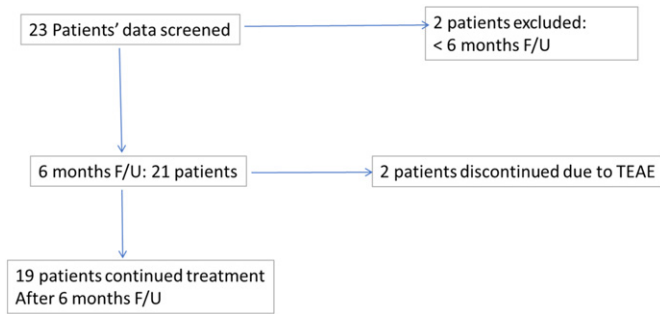 23 Patients' data screened
2 patients excluded:
< 6 months F/U
6 months F/U: 21 patients
2 patients discontinued due to TEAE
19 patients continued treatment
After 6 months F/U